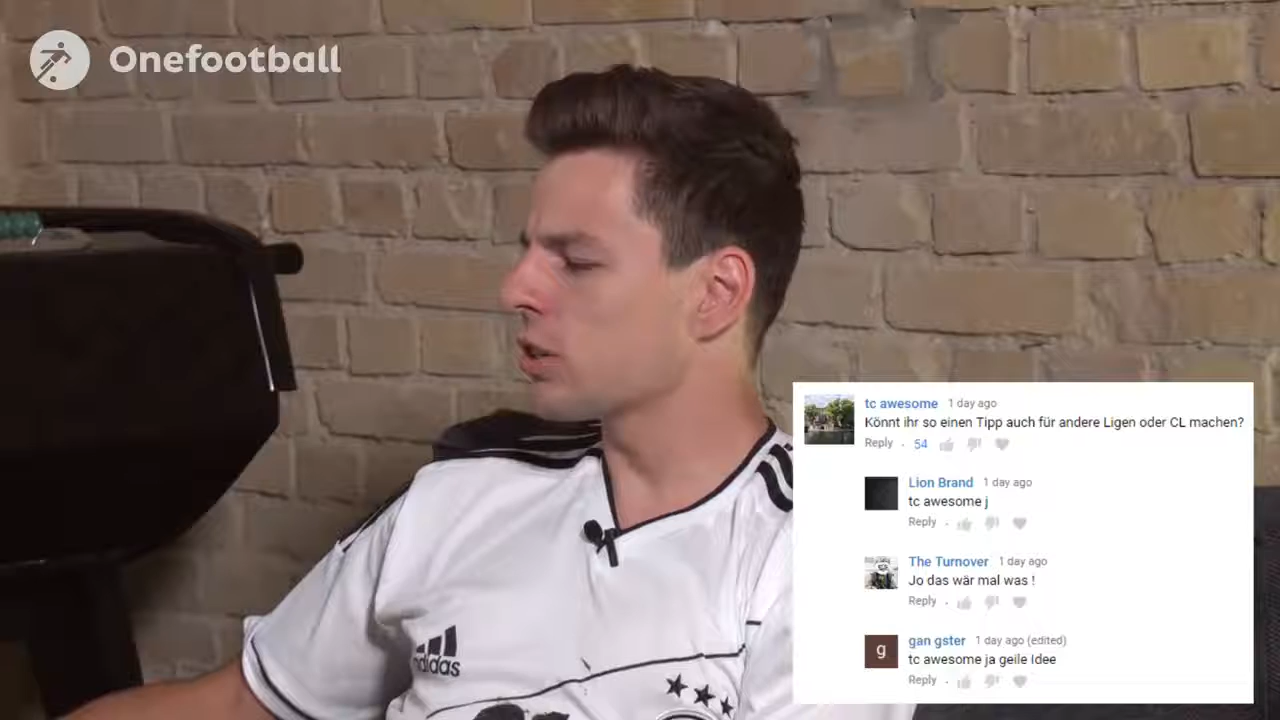 Onefootball
tc awesome 1 day ago
Könnt ihr so einen Tipp auch für andere Ligen oder CL machen?
Reply . 54
Lion Brand 1 day ago
tc awesome j
Reply .
The Turnover 1 day ago
Jo das wär mal was !
Reply .
gan gster 1 day ago (edited)
g
tc awesome ja geile Idee
Reply .
adidas